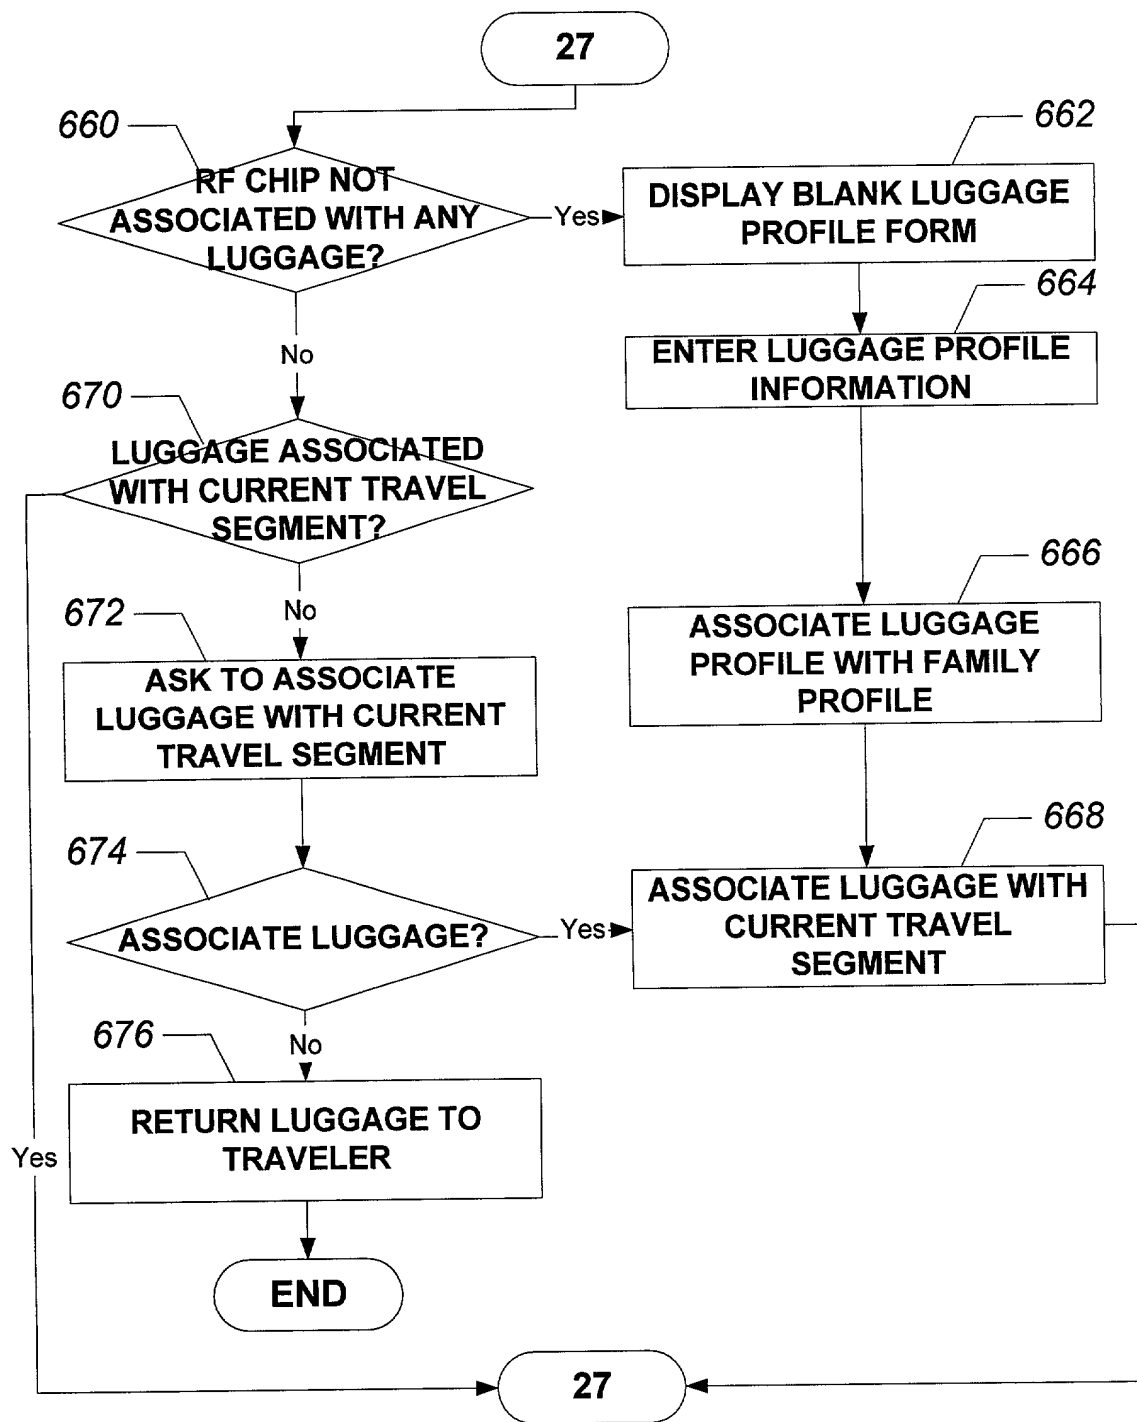 27
660
RF CHIP NOT
ASSOCIATED WITH ANY
LUGGAGE?
Yes
662
DISPLAY BLANK LUGGAGE
PROFILE FORM
No
664
ENTER LUGGAGE PROFILE
INFORMATION
670
LUGGAGE ASSOCIATED
WITH CURRENT TRAVEL
SEGMENT?
No
666
ASSOCIATE LUGGAGE
PROFILE WITH FAMILY
PROFILE
672
ASK TO ASSOCIATE
LUGGAGE WITH CURRENT
TRAVEL SEGMENT
674
ASSOCIATE LUGGAGE?
Yes
668
ASSOCIATE LUGGAGE WITH
CURRENT TRAVEL
SEGMENT
No
676
RETURN LUGGAGE TO
TRAVELER
Yes
END
27